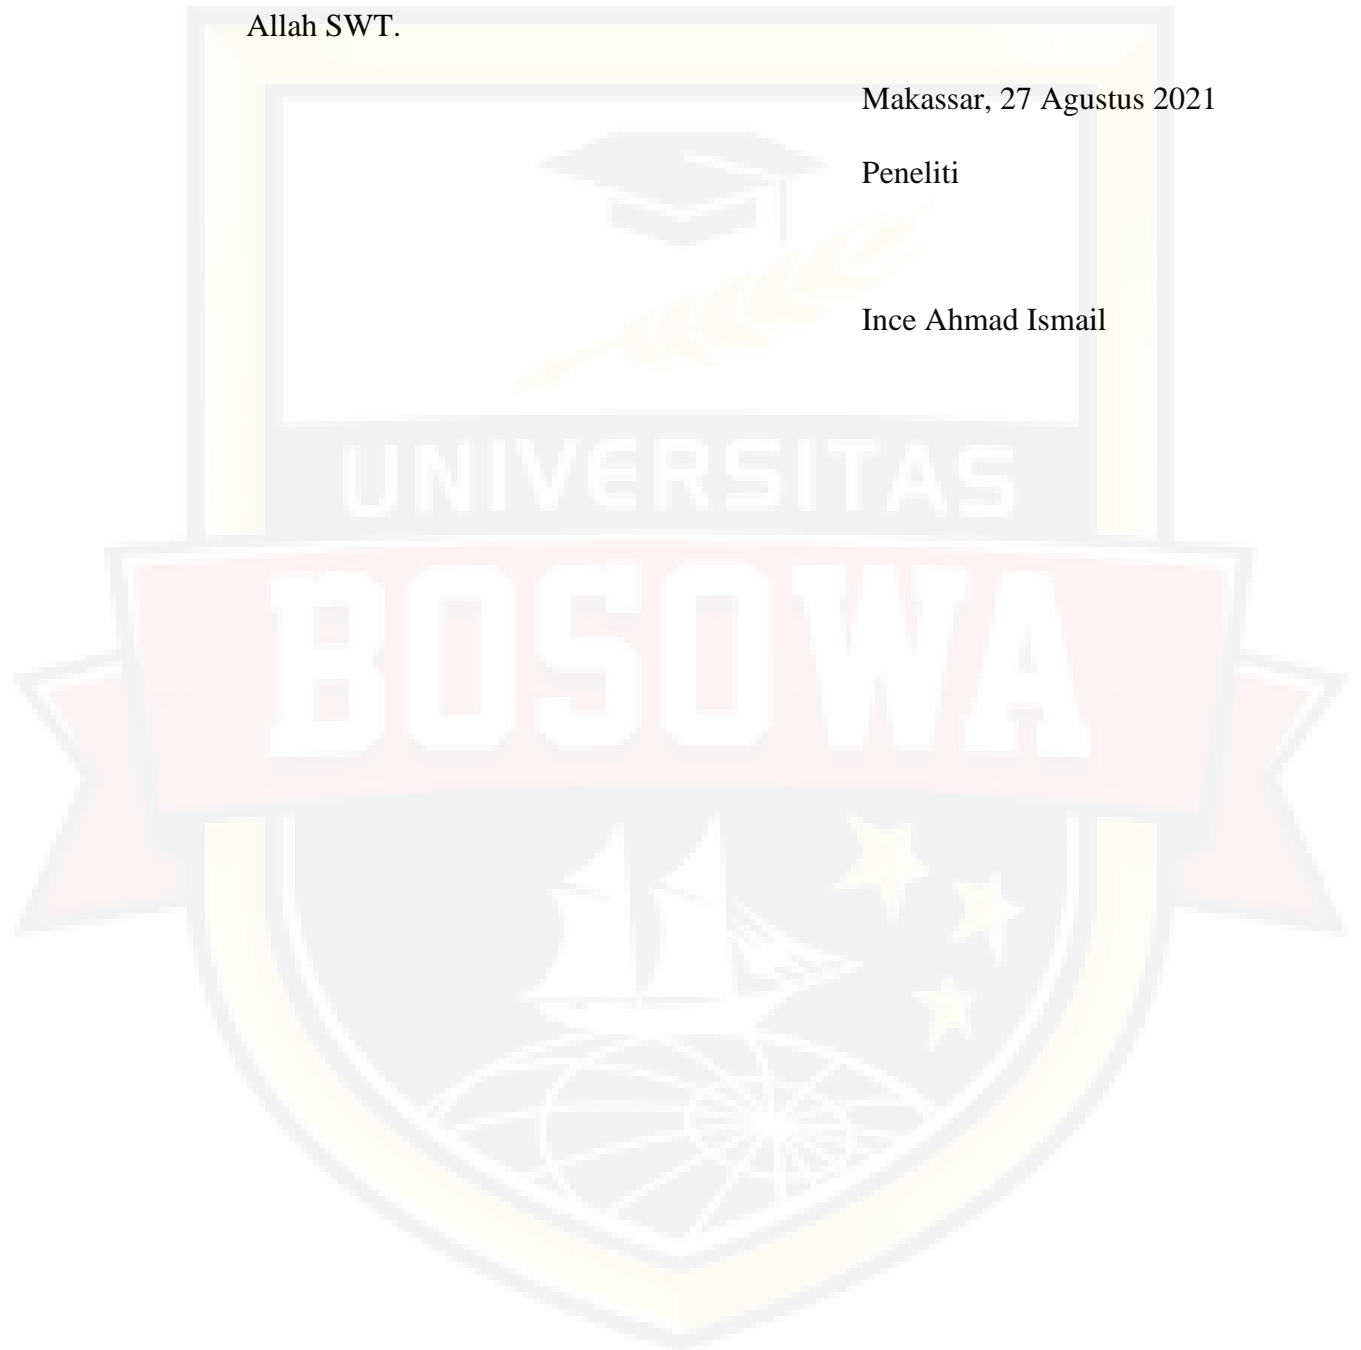 Allah SWT.
Makassar, 27 Agustus 2021
Peneliti
Ince Ahmad Ismail
UNIVERSITAS
BOSOWA